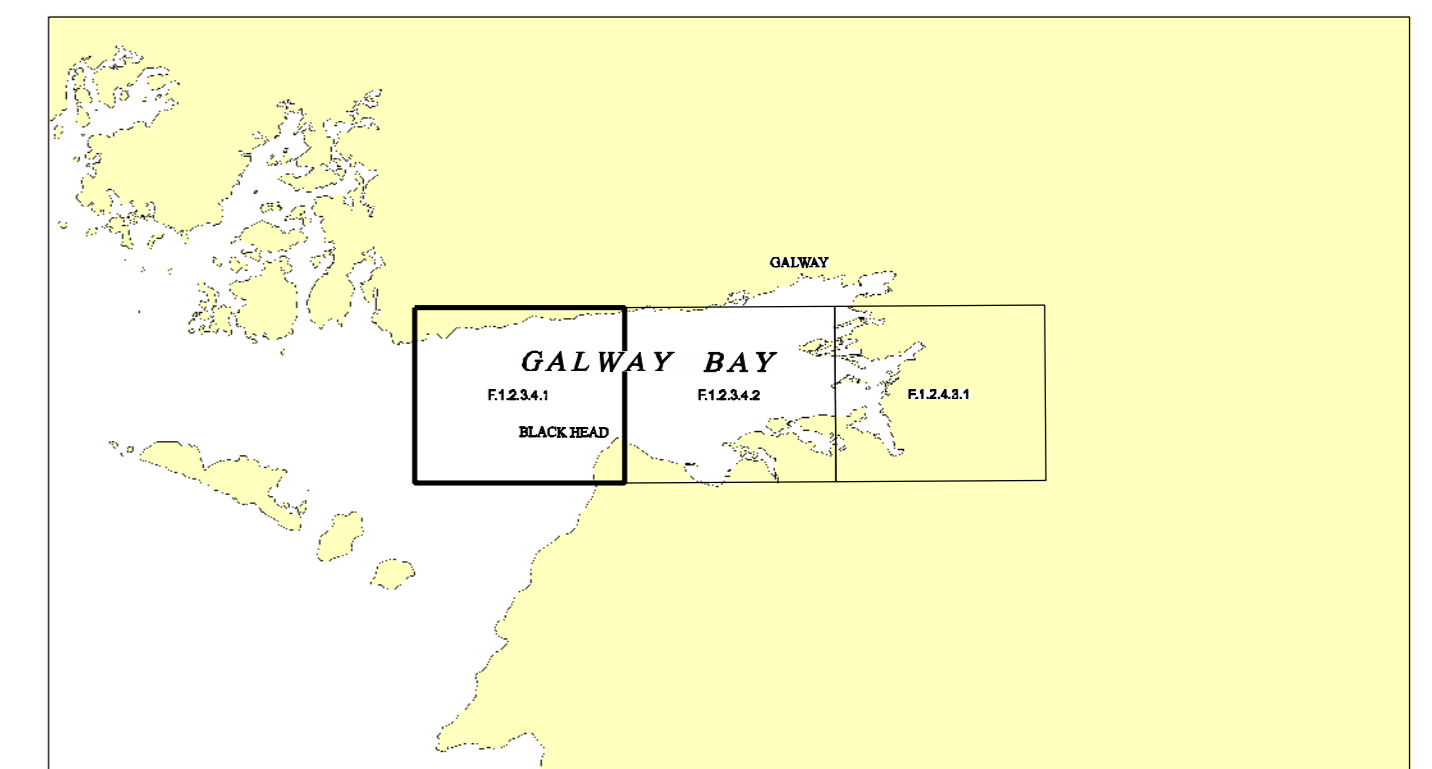 GALWAY
GALWAY BAY
F.1.2.3.4.1
F.1.2.3.4.2
F.1.2.4.3.1
BLACK HEAD